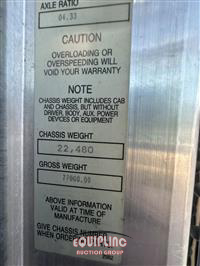 AXLE RATIO
04.33
CAUTION
OVERLOADING OR
OVERSPEEDING WILL
VOID YOUR WARRANTY
NOTE
CHASSIS WEIGHT
INCLUDES CAB
AND CHASSIS, BUT WITHOUT
DRIVER, BODY, AUX. POWER
DEVICES OR EQUIPMENT
CHASSIS WEIGHT
22,460
GROSS WEIGHT
ABOVE INFORMATION
VALID AT TIME OF
MANUFACTURE
GIVE CHASSIS NUMBER
WHEN
EQUIPLINC
AUCTION GROUP